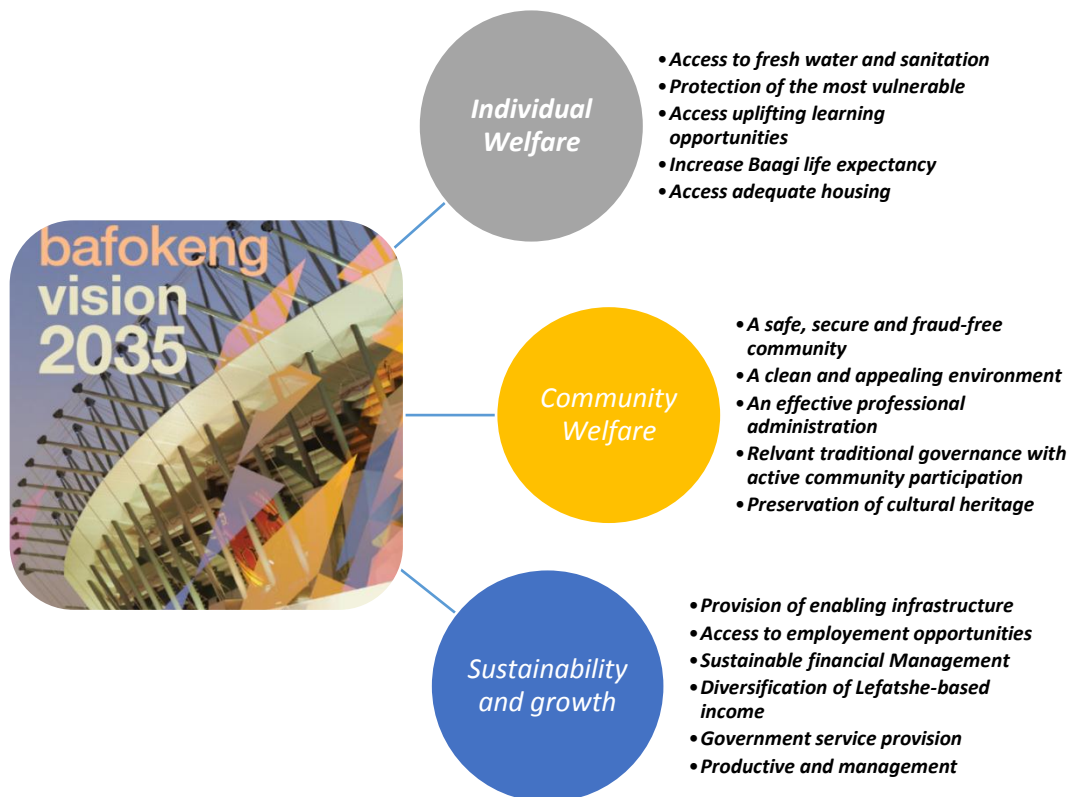 bafokeng
vision
2035
Individual
Welfare
•Access to fresh water and sanitation
•Protection of the most vulnerable
•Access uplifting learning
opportunities
•Increase Baagi life expectancy
•Access adequate housing
Community
Welfare
•A safe, secure and fraud-free
community
•A clean and appealing environment
•An effective professional
administration
•Relvant traditional governance with
active community participation
•Preservation of cultural heritage
Sustainability
and growth
•Provision of enabling infrastructure
•Access to employement opportunities
•Sustainable financial Management
•Diversification of Lefatshe-based
income
•Government service provision
•Productive and management